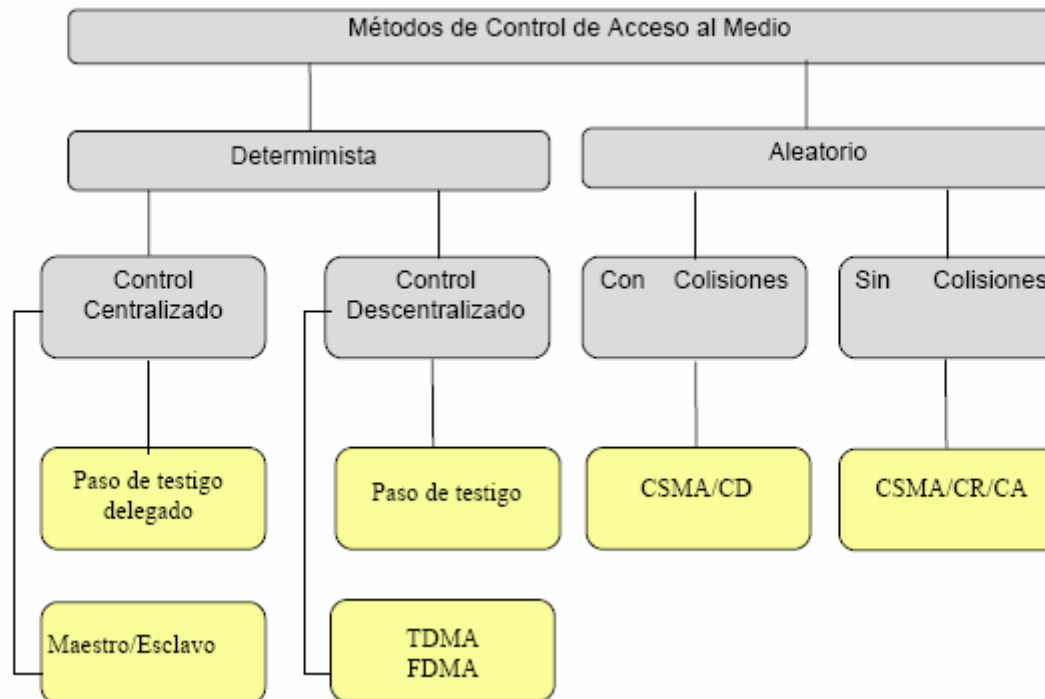 Métodos de Control de Acceso al Medio
Determimista
Aleatorio
Control
Centralizado
Control
Descentralizado
Con Colisiones
Sin Colisiones
Paso de testigo
delegado
Paso de testigo
CSMA/CD
CSMA/CR/CA
Maestro/Esclavo
TDMA
FDMA